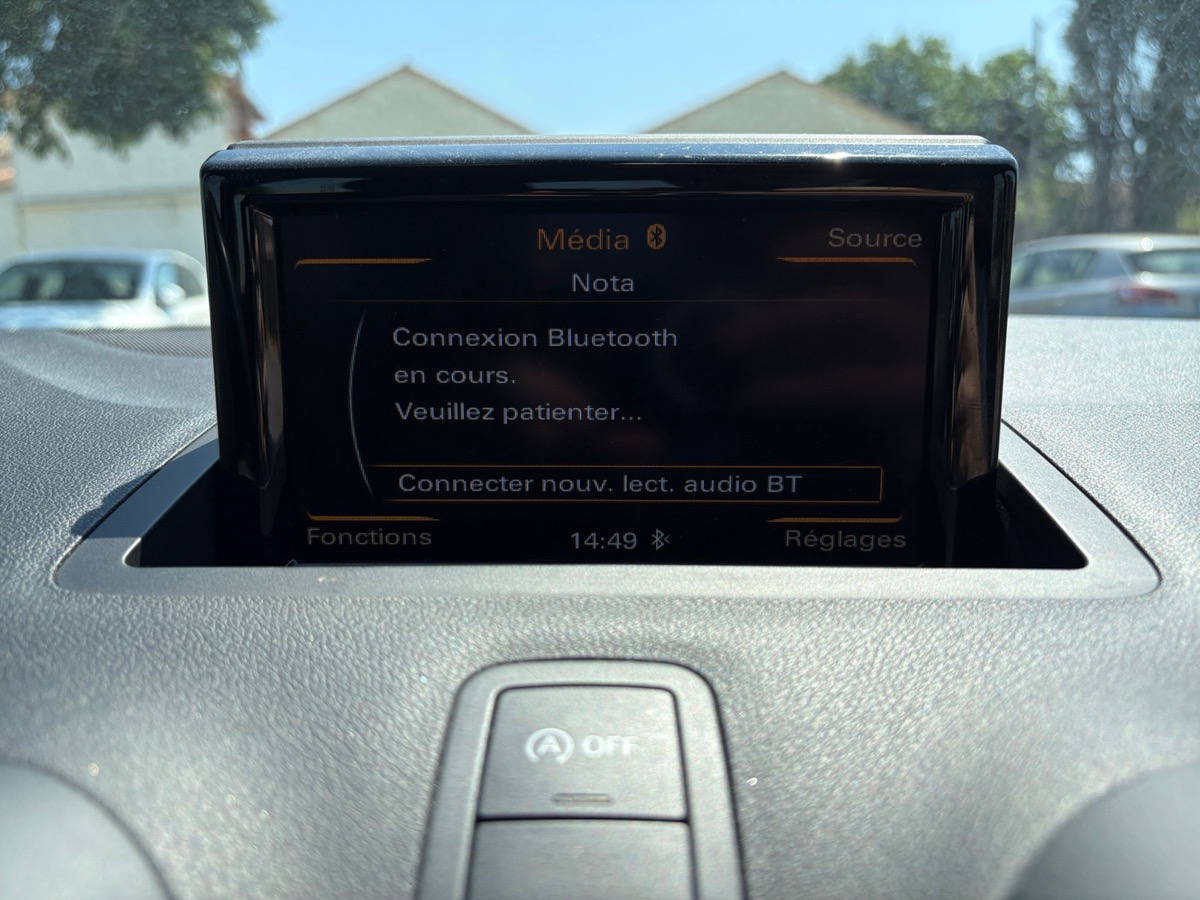 Média
Source
Nota
Connexion Bluetooth
en cours.
Veuillez patienter...
Connecter nouv. lect. audio BT
Fonctions
14:49
Réglages
A OFF